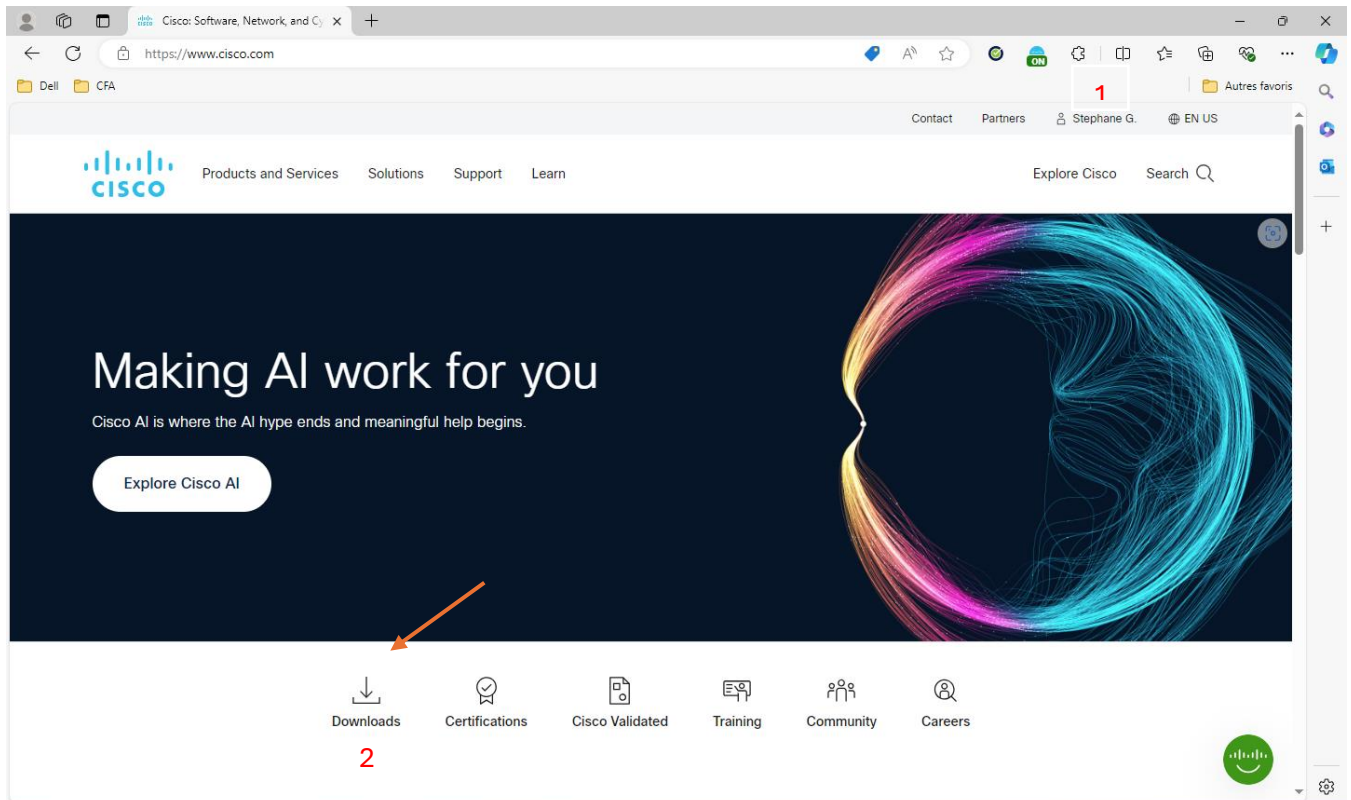 Cisco: Software, Network, and Cy
https://www.cisco.com
ON
Dell
CFA
Autres favoris
1
Contact
Partners
Stephane G.
EN US
CISCO
Products and Services
Solutions
Support
Learn
Explore Cisco
Search
Making AI work for you
Cisco AI is where the AI hype ends and meaningful help begins.
Explore Cisco AI
Downloads
Certifications
Cisco Validated
Training
Community
Careers
2